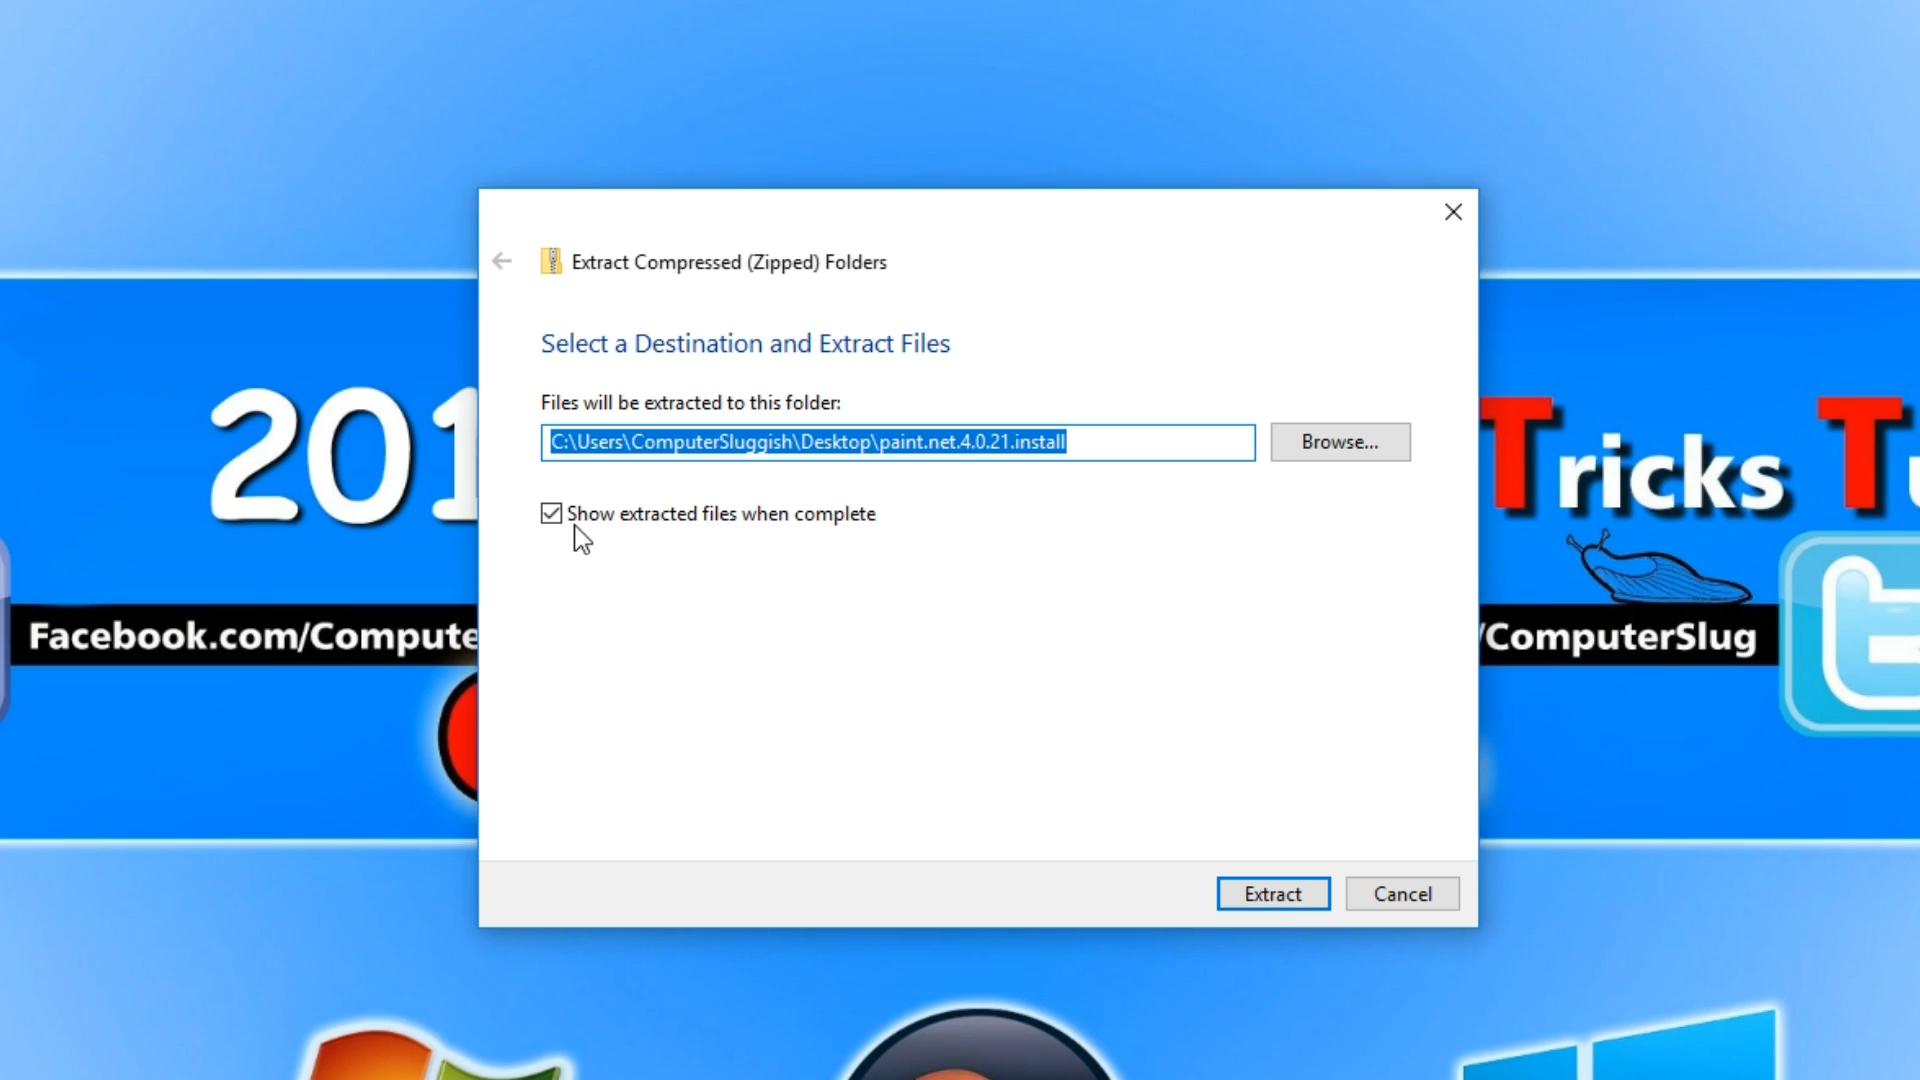 Extract Compressed (Zipped) Folders
Select a Destination and Extract Files
Files will be extracted to this folder:
C:\Users\ComputerSluggish\Desktop\paint.net.4.0.21.install
Browse...
Show extracted files when complete
Extract
Cancel
201
Tricks
Facebook.com/Compute
/ComputerSlug